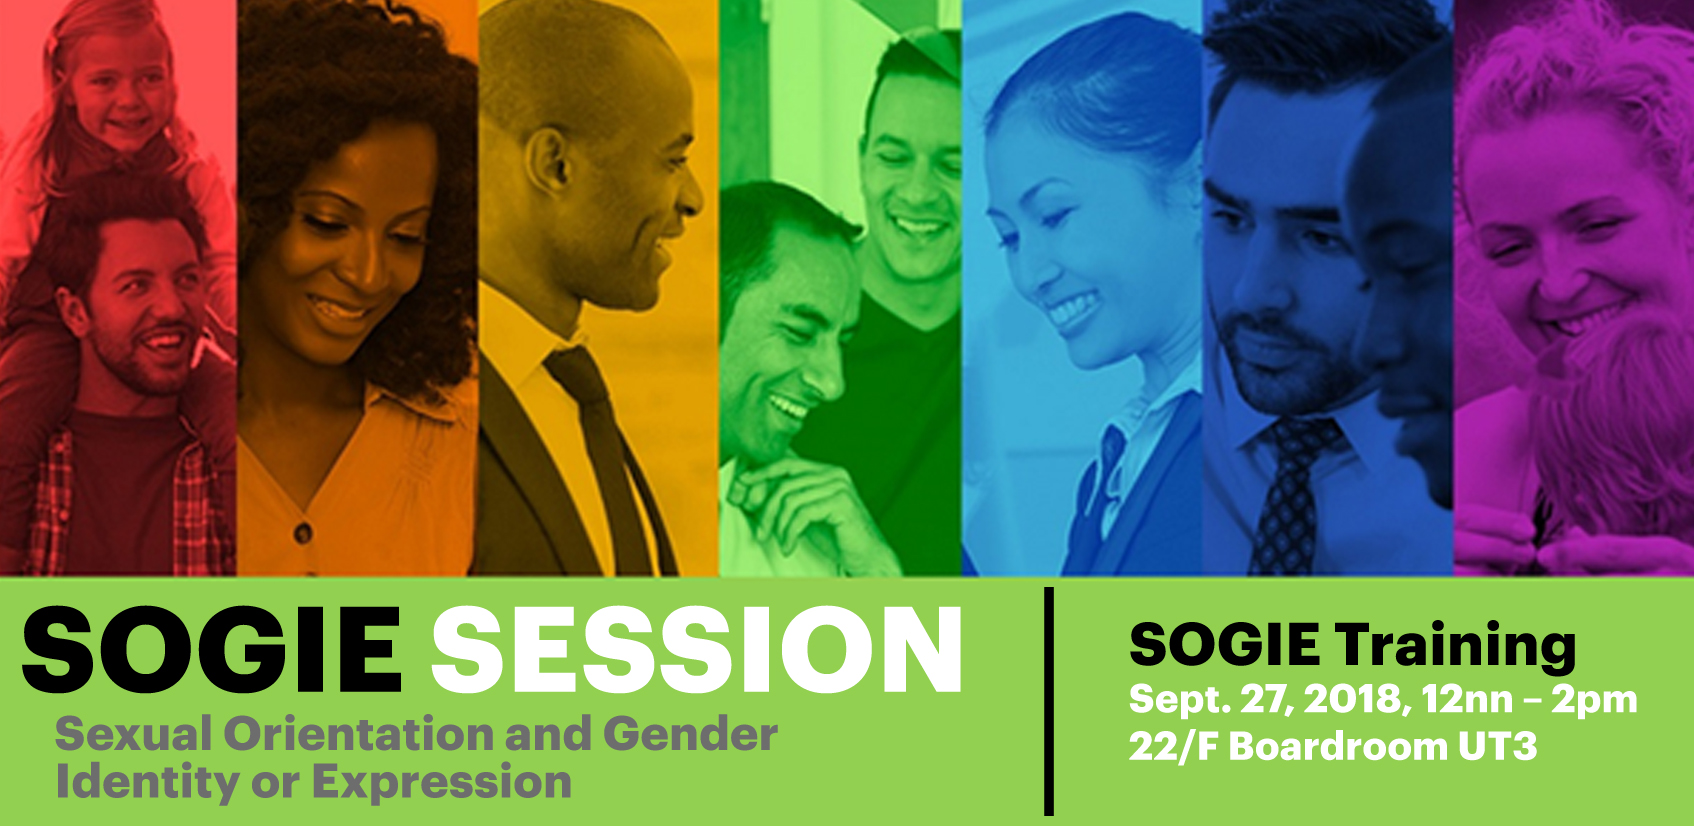 SOGIE SESSION
Sexual Orientation and Gender
Identity or Expression
SOGIE Training
Sept. 27, 2018, 12nn – 2pm
22/F Boardroom UT3